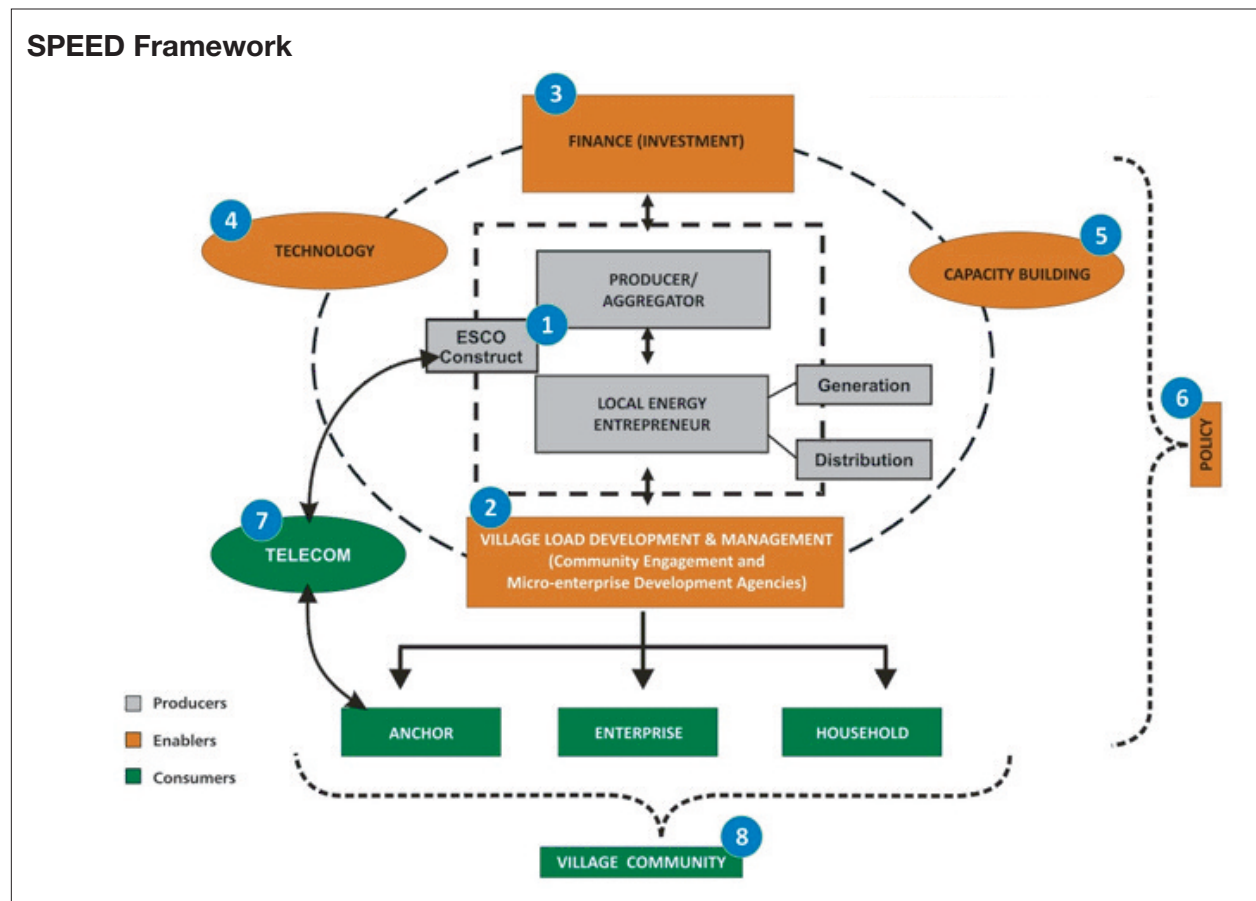 SPEED Framework
3
FINANCE (INVESTMENT)
4
TECHNOLOGY
5
CAPACITY BUILDING
PRODUCER/
AGGREGATOR
1
ESCO
Construct
LOCAL ENERGY
ENTREPRENEUR
Generation
Distribution
6
POLICY
2
VILLAGE LOAD DEVELOPMENT & MANAGEMENT
(Community Engagement and
Micro-enterprise Development Agencies)
7
TELECOM
Producers
Enablers
Consumers
ANCHOR
ENTERPRISE
HOUSEHOLD
8
VILLAGE COMMUNITY